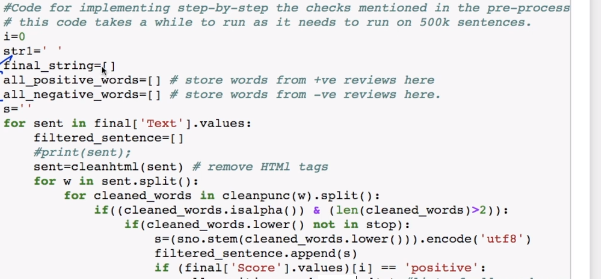 #Code for implementing step-by-step the checks mentioned in the pre-process
# this code takes a while to run as it needs to run on 500k sentences.
i=0
str1=' '
final_string=[]
all_positive_words=[] # store words from +ve reviews here
all_negative_words=[] # store words from -ve reviews here.
s=''
for sent in final['Text'].values:
    filtered_sentence=[]
    #print(sent);
    sent=cleanhtml(sent) # remove HTMl tags
    for w in sent.split():
        for cleaned_words in cleanpunc(w).split():
            if((cleaned_words.isalpha()) & (len(cleaned_words)>2)):
                if(cleaned_words.lower() not in stop):
                    s=(sno.stem(cleaned_words.lower())).encode('utf8')
                    filtered_sentence.append(s)
                    if (final['Score'].values)[i] == 'positive':